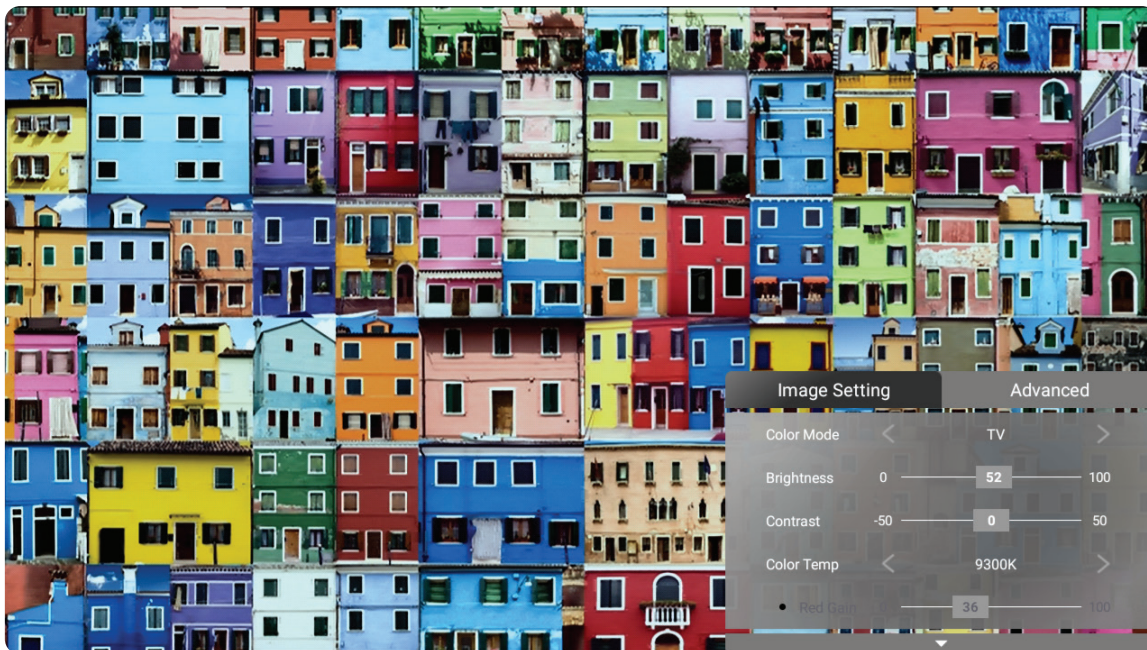 Image Setting Advanced
Color Mode TV
Brightness 0 52 100
Contrast -50 0 50
Color Temp 9300K
• Red Gain 36 100